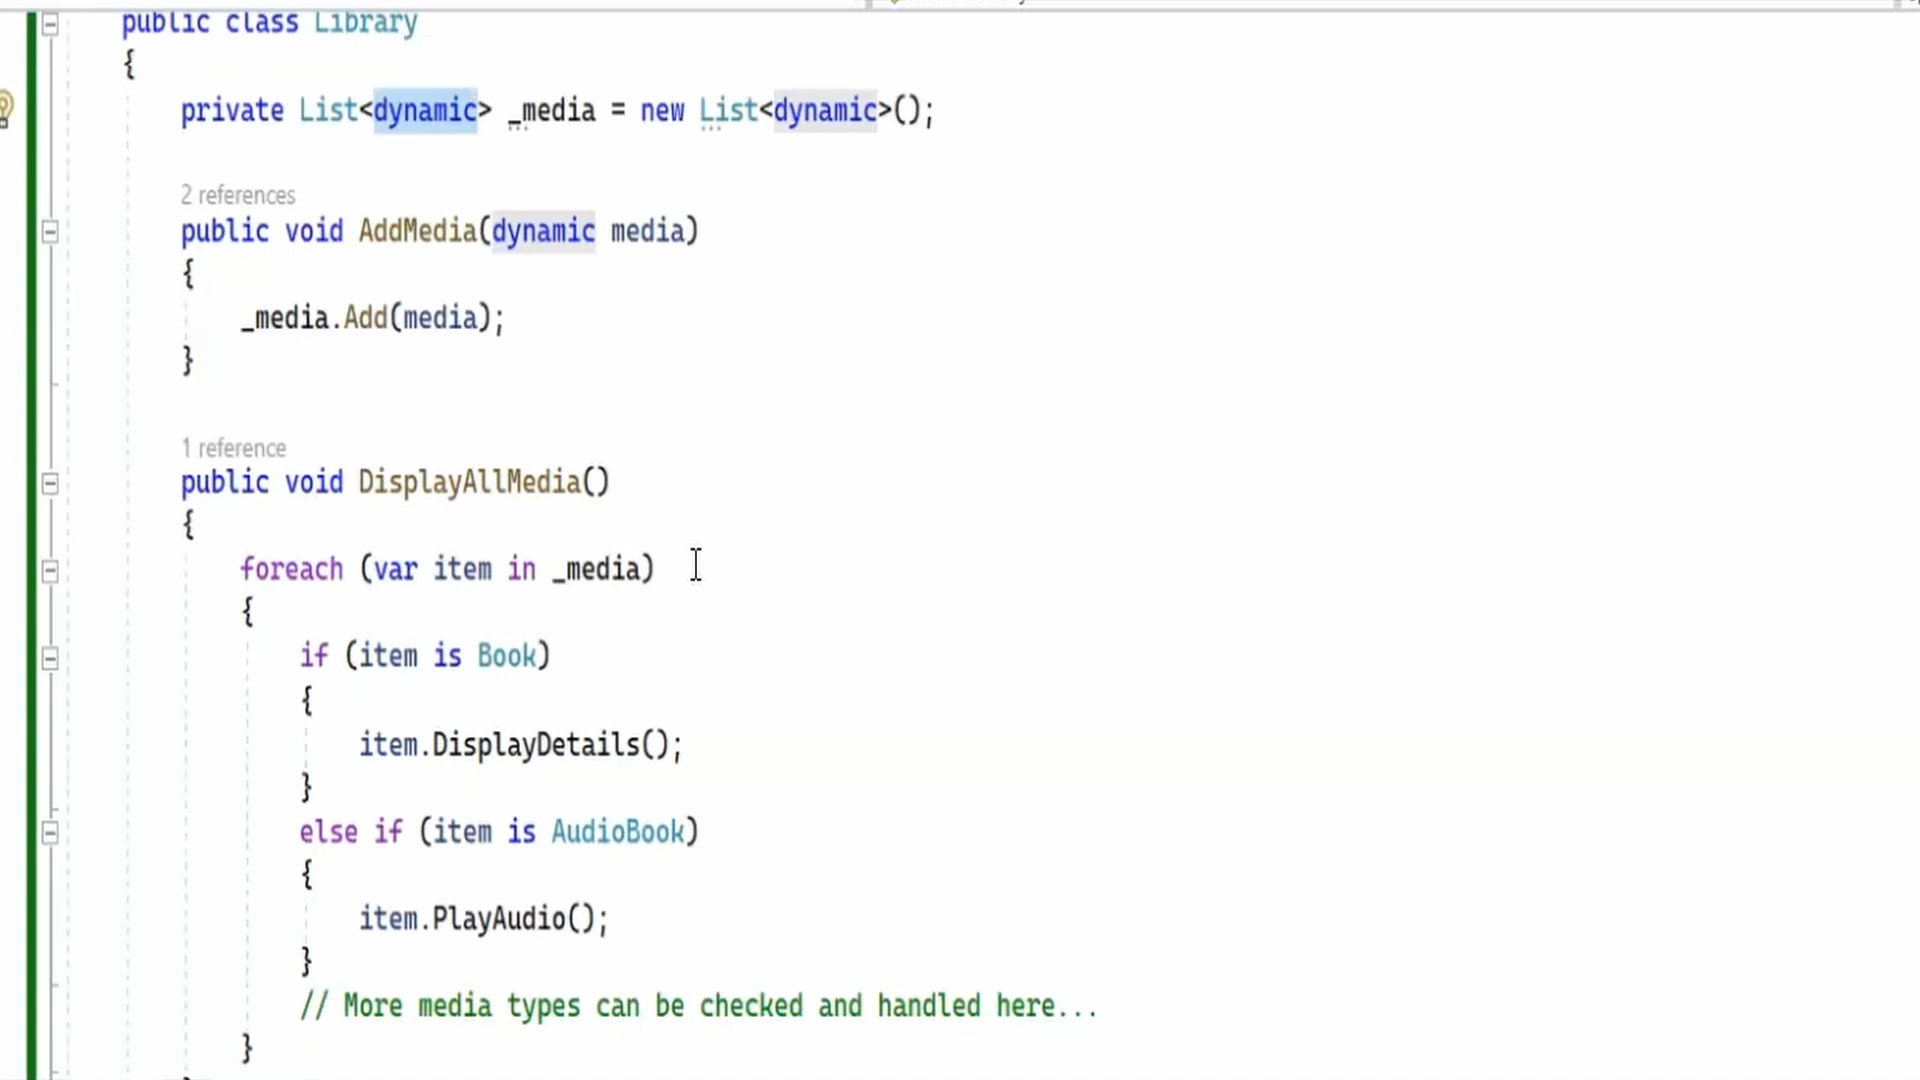 public class Library
{
private List<dynamic> _media = new List<dynamic>();
2 references
public void AddMedia(dynamic media)
{
_media.Add(media);
}
1 reference
public void DisplayAllMedia()
{
foreach (var item in _media)
{
if (item is Book)
{
item.DisplayDetails();
}
else if (item is AudioBook)
{
item.PlayAudio();
}
// More media types can be checked and handled here...
}